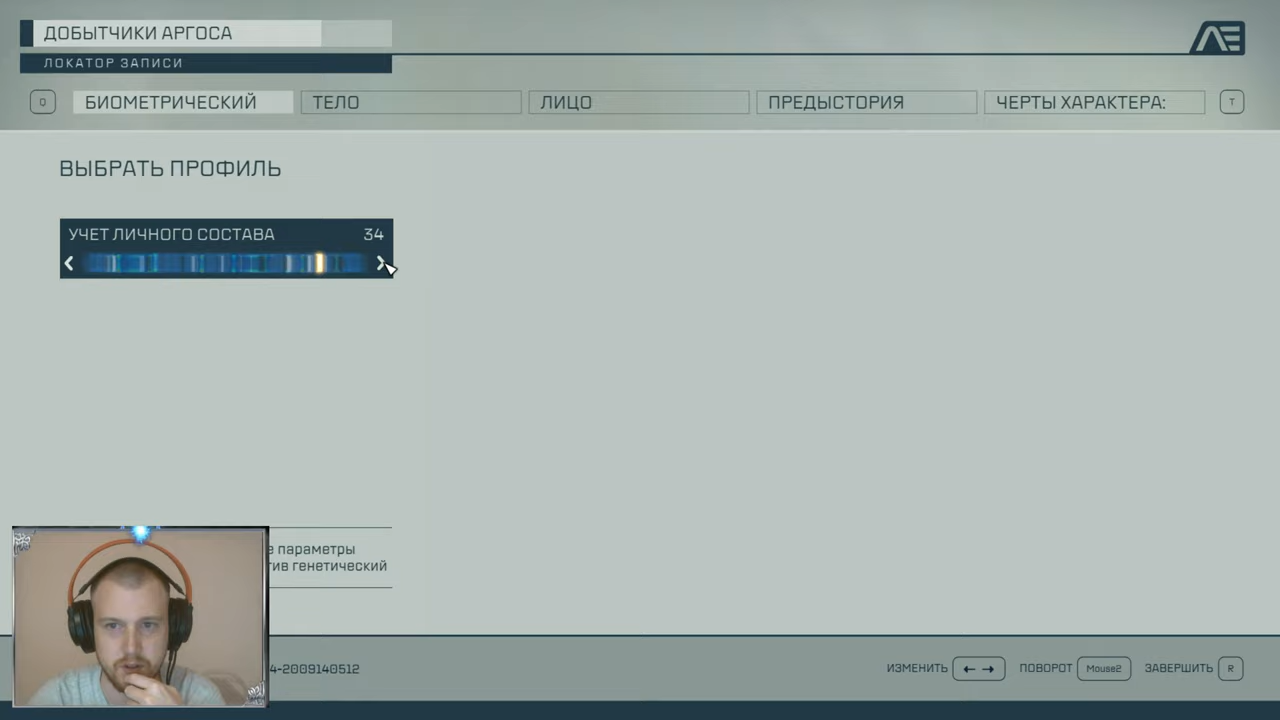 ДОБЫТЧИКИ АРГОСА
ЛОКАТОР ЗАПИСИ
Q
БИОМЕТРИЧЕСКИЙ
ТЕЛО
ЛИЦО
ПРЕДЫСТОРИЯ
ЧЕРТЫ ХАРАКТЕРА:
T
ВЫБРАТЬ ПРОФИЛЬ
УЧЕТ ЛИЧНОГО СОСТАВА 34
параметры
генетический
4-2009140512
ИЗМЕНИТЬ ← →
ПОВОРОТ Mouse2
ЗАВЕРШИТЬ R